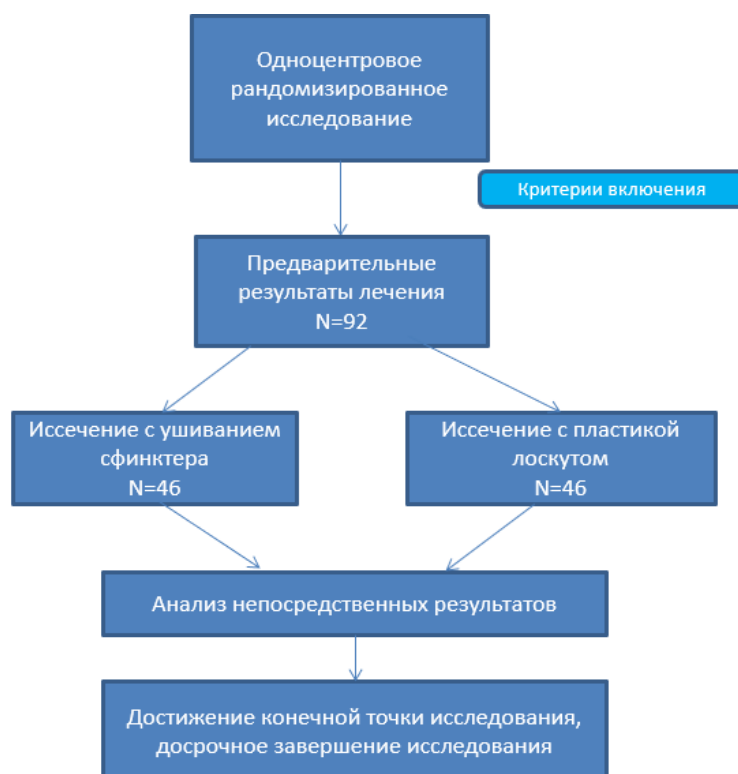 Одноцентровое
рандомизированное
исследование
Критерии включения
Предварительные
результаты лечения
N=92
Иссечение с ушиванием
сфинктера
N=46
Иссечение с пластикой
лоскутом
N=46
Анализ непосредственных результатов
Достижение конечной точки исследования,
досрочное завершение исследования